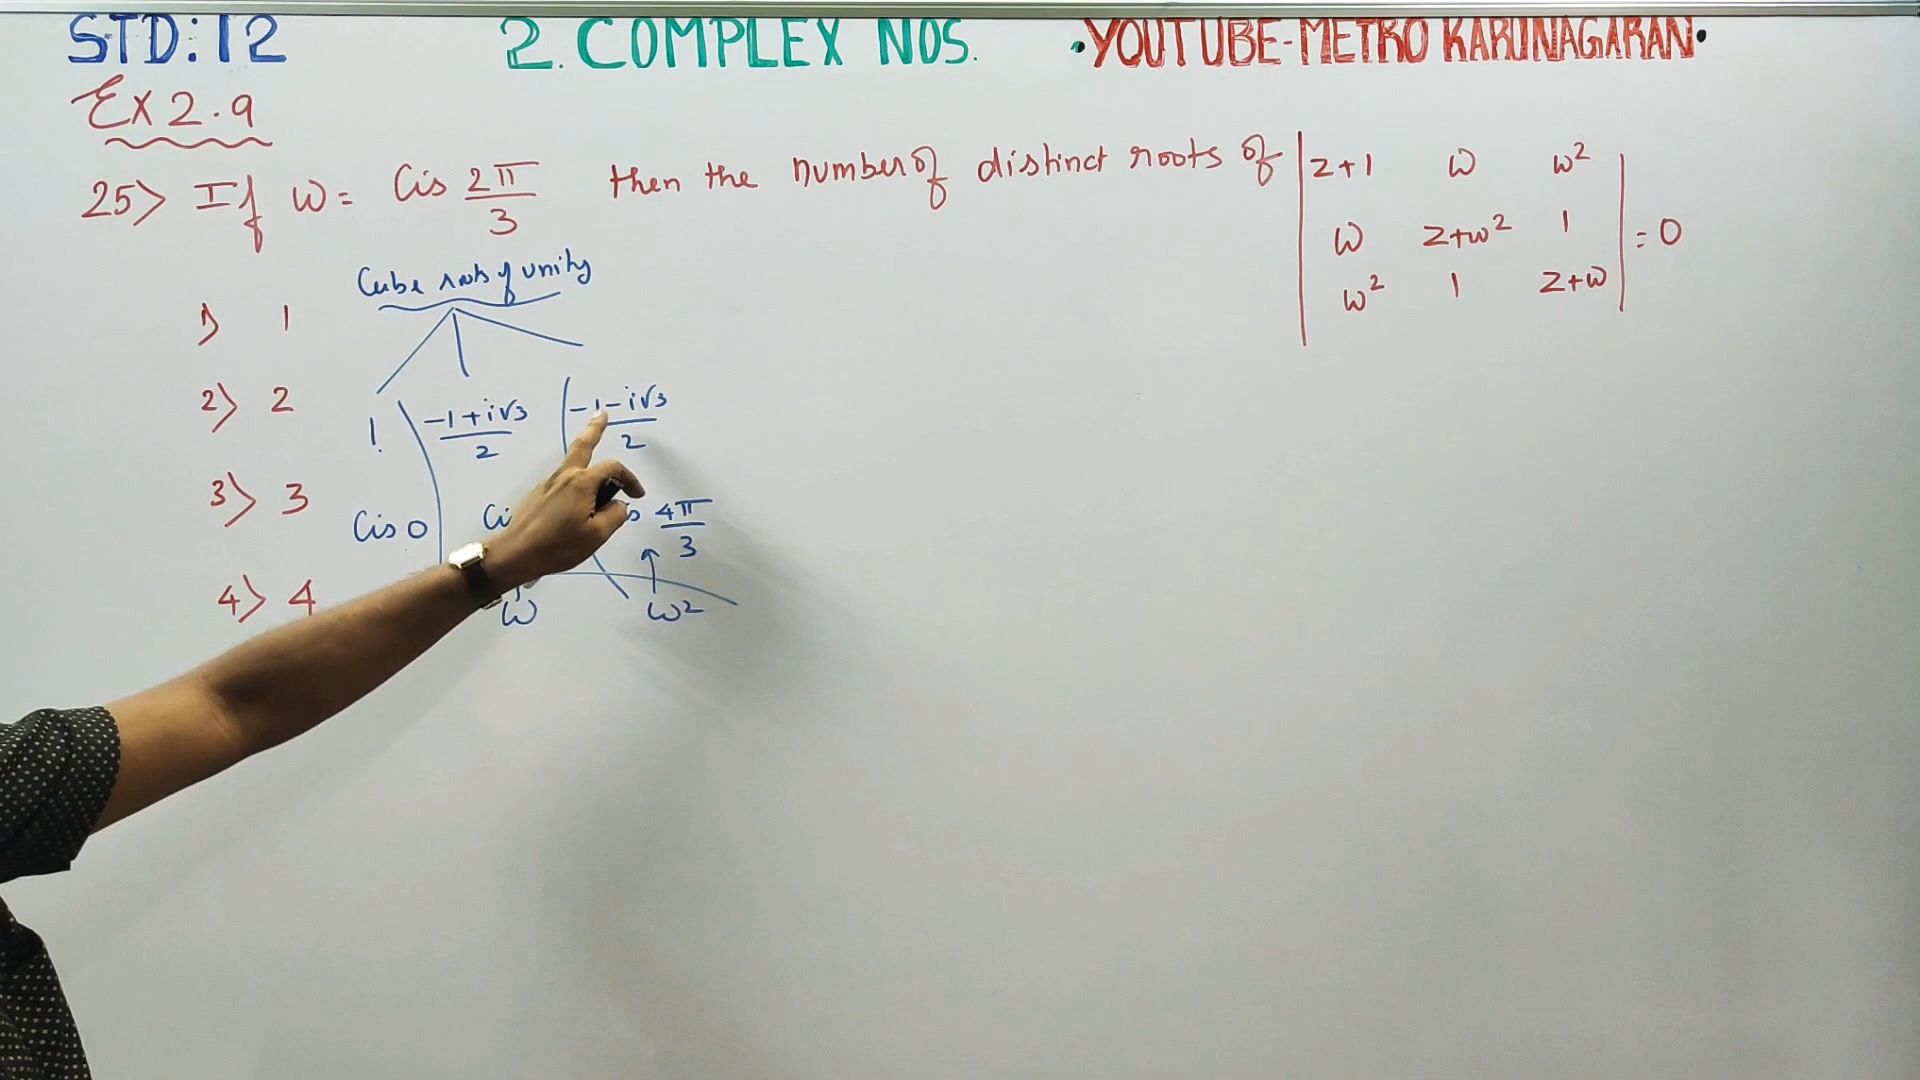 STD: 12 2. COMPLEX NOS. •YOUTUBE-METRO KARUNAGARAN•
Ex 2.9
25> If ω = Cis 2π/3 then the number of distinct roots of | z+1 ω ω² |
| ω z+ω² 1 | = 0
| ω² 1 z+ω |
Cube roots of unity
1> 1
2> 2
3> 3
4> 4
1 (-1+i√3)/2 (-1-i√3)/2
Cis 0 Ci s 4π/3
ω ω²